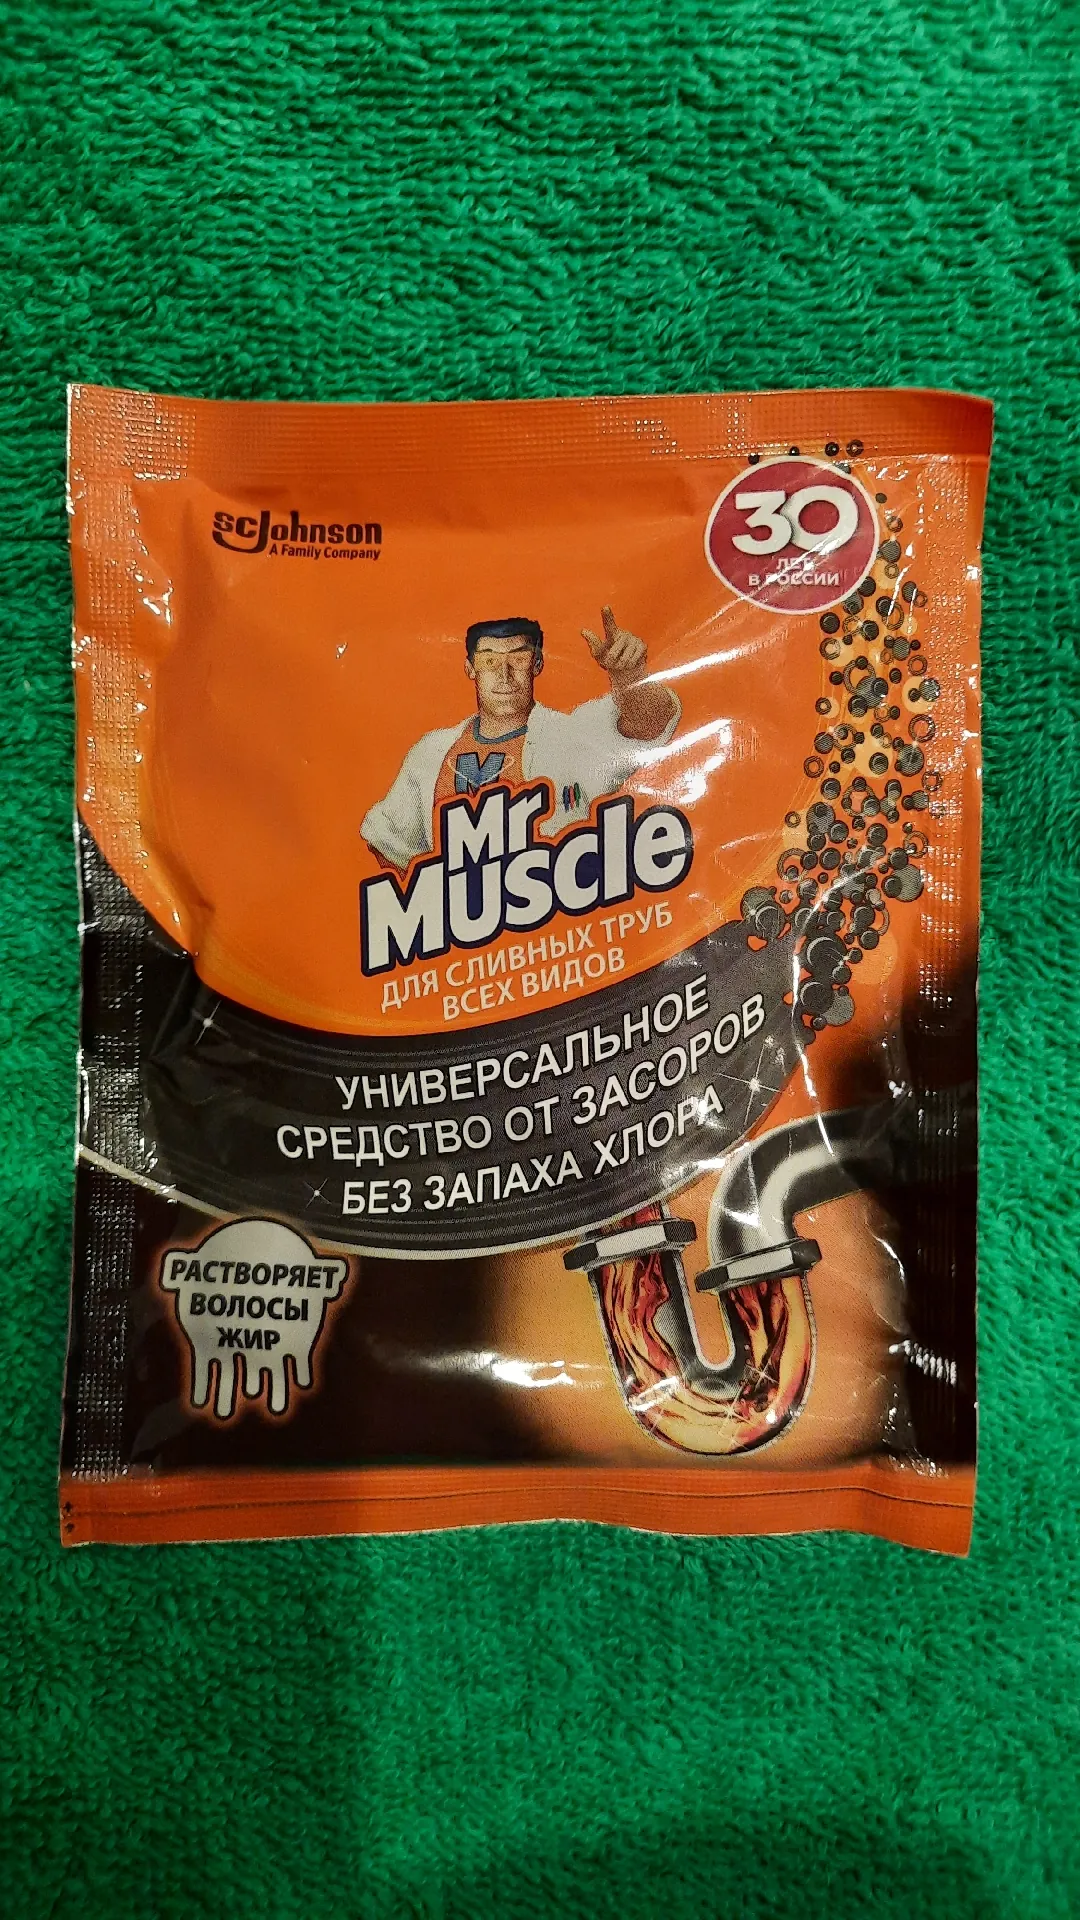 scJohnson
A Family Company
30
ЛЕТ
В РОССИИ
M
Mr
Muscle
ДЛЯ СЛИВНЫХ ТРУБ
ВСЕХ ВИДОВ
УНИВЕРСАЛЬНОЕ
СРЕДСТВО ОТ ЗАСОРОВ
БЕЗ ЗАПАХА ХЛОРА
РАСТВОРЯЕТ
ВОЛОСЫ
ЖИР